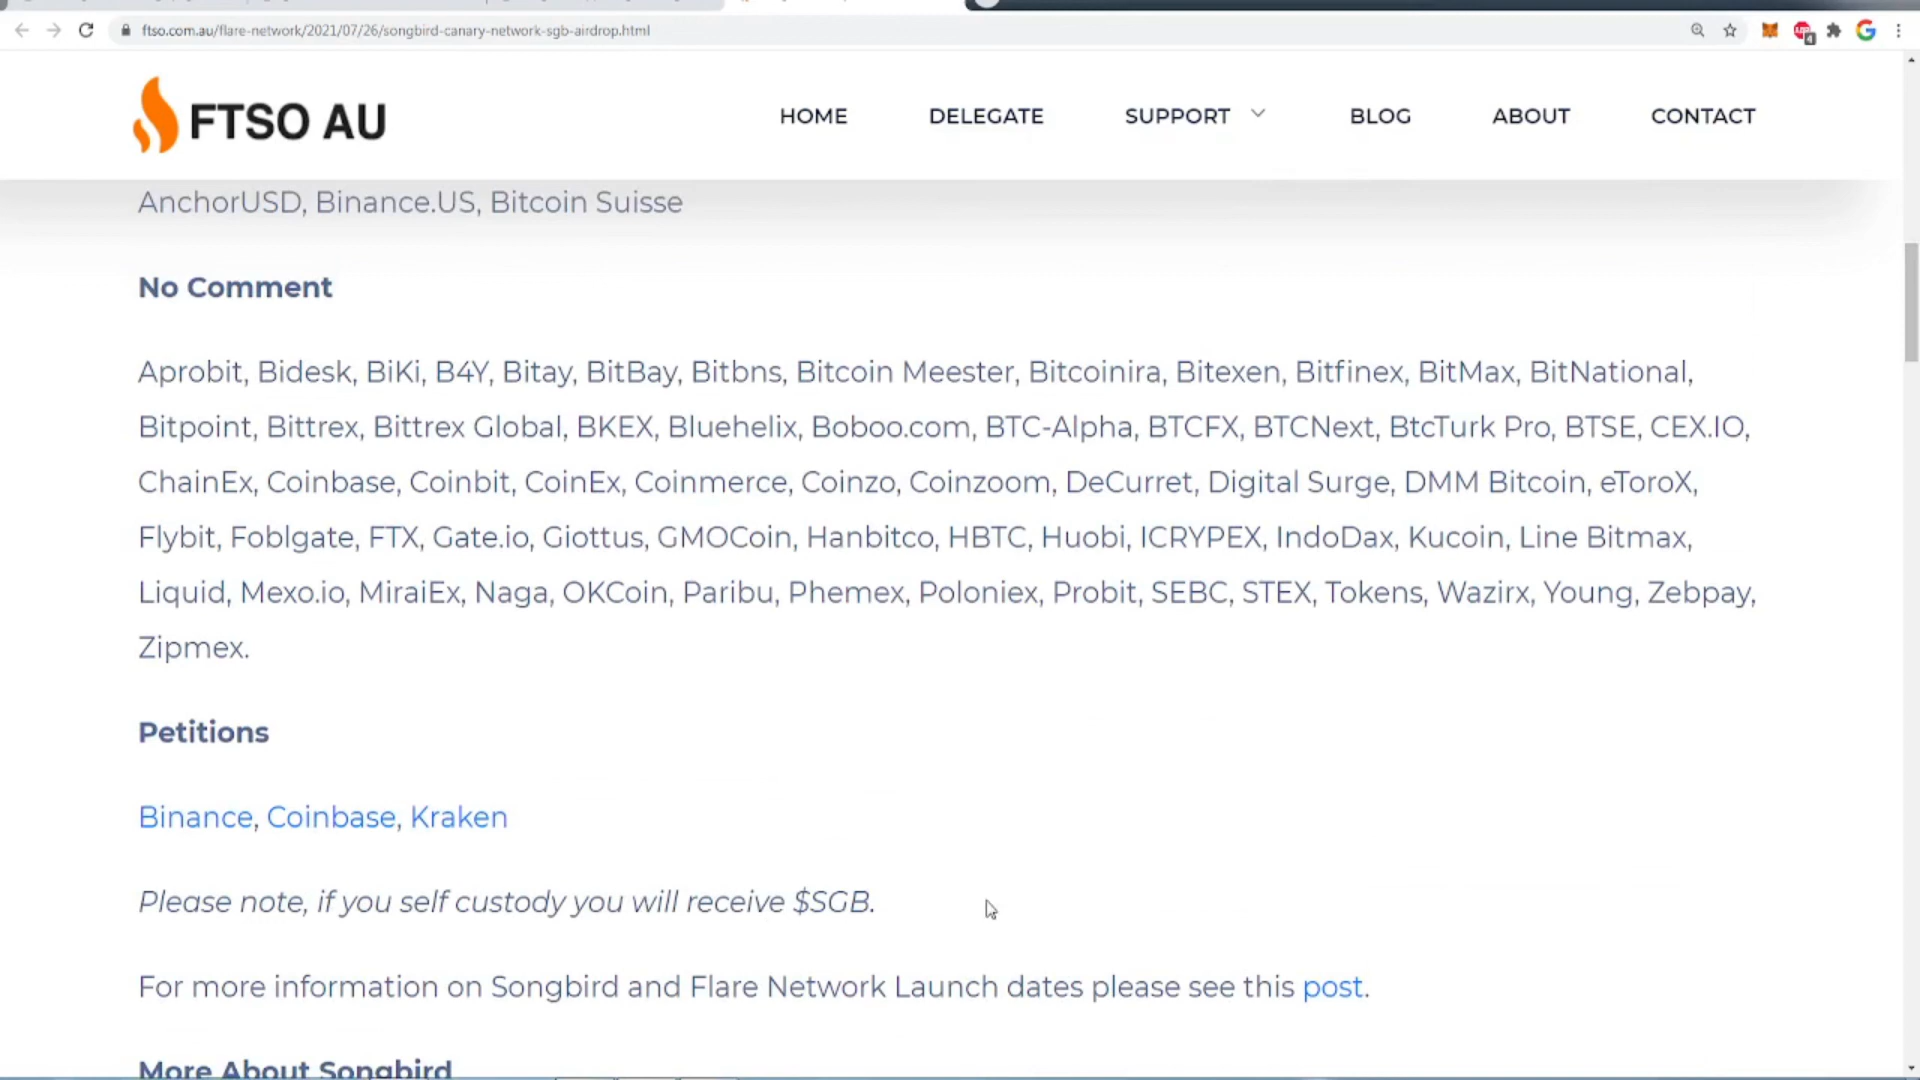 ftso.com.au/flare-network/2021/07/26/songbird-canary-network-sgb-airdrop.html
FTSO AU
HOME DELEGATE SUPPORT BLOG ABOUT CONTACT
AnchorUSD, Binance.US, Bitcoin Suisse
No Comment
Aprobit, Bidesk, BiKi, B4Y, Bitay, BitBay, Bitbns, Bitcoin Meester, Bitcoinira, Bitexen, Bitfinex, BitMax, BitNational,
Bitpoint, Bittrex, Bittrex Global, BKEX, Bluehelix, Boboo.com, BTC-Alpha, BTCFX, BTCNext, BtcTurk Pro, BTSE, CEX.IO,
ChainEx, Coinbase, Coinbit, CoinEx, Coinmerce, Coinzo, Coinzoom, DeCurret, Digital Surge, DMM Bitcoin, eToroX,
Flybit, Foblgate, FTX, Gate.io, Giottus, GMOCoin, Hanbitco, HBTC, Huobi, ICRYPEX, IndoDax, Kucoin, Line Bitmax,
Liquid, Mexo.io, MiraiEx, Naga, OKCoin, Paribu, Phemex, Poloniex, Probit, SEBC, STEX, Tokens, Wazirx, Young, Zebpay,
Zipmex.
Petitions
Binance, Coinbase, Kraken
Please note, if you self custody you will receive $SGB.
For more information on Songbird and Flare Network Launch dates please see this post.
More About Songbird